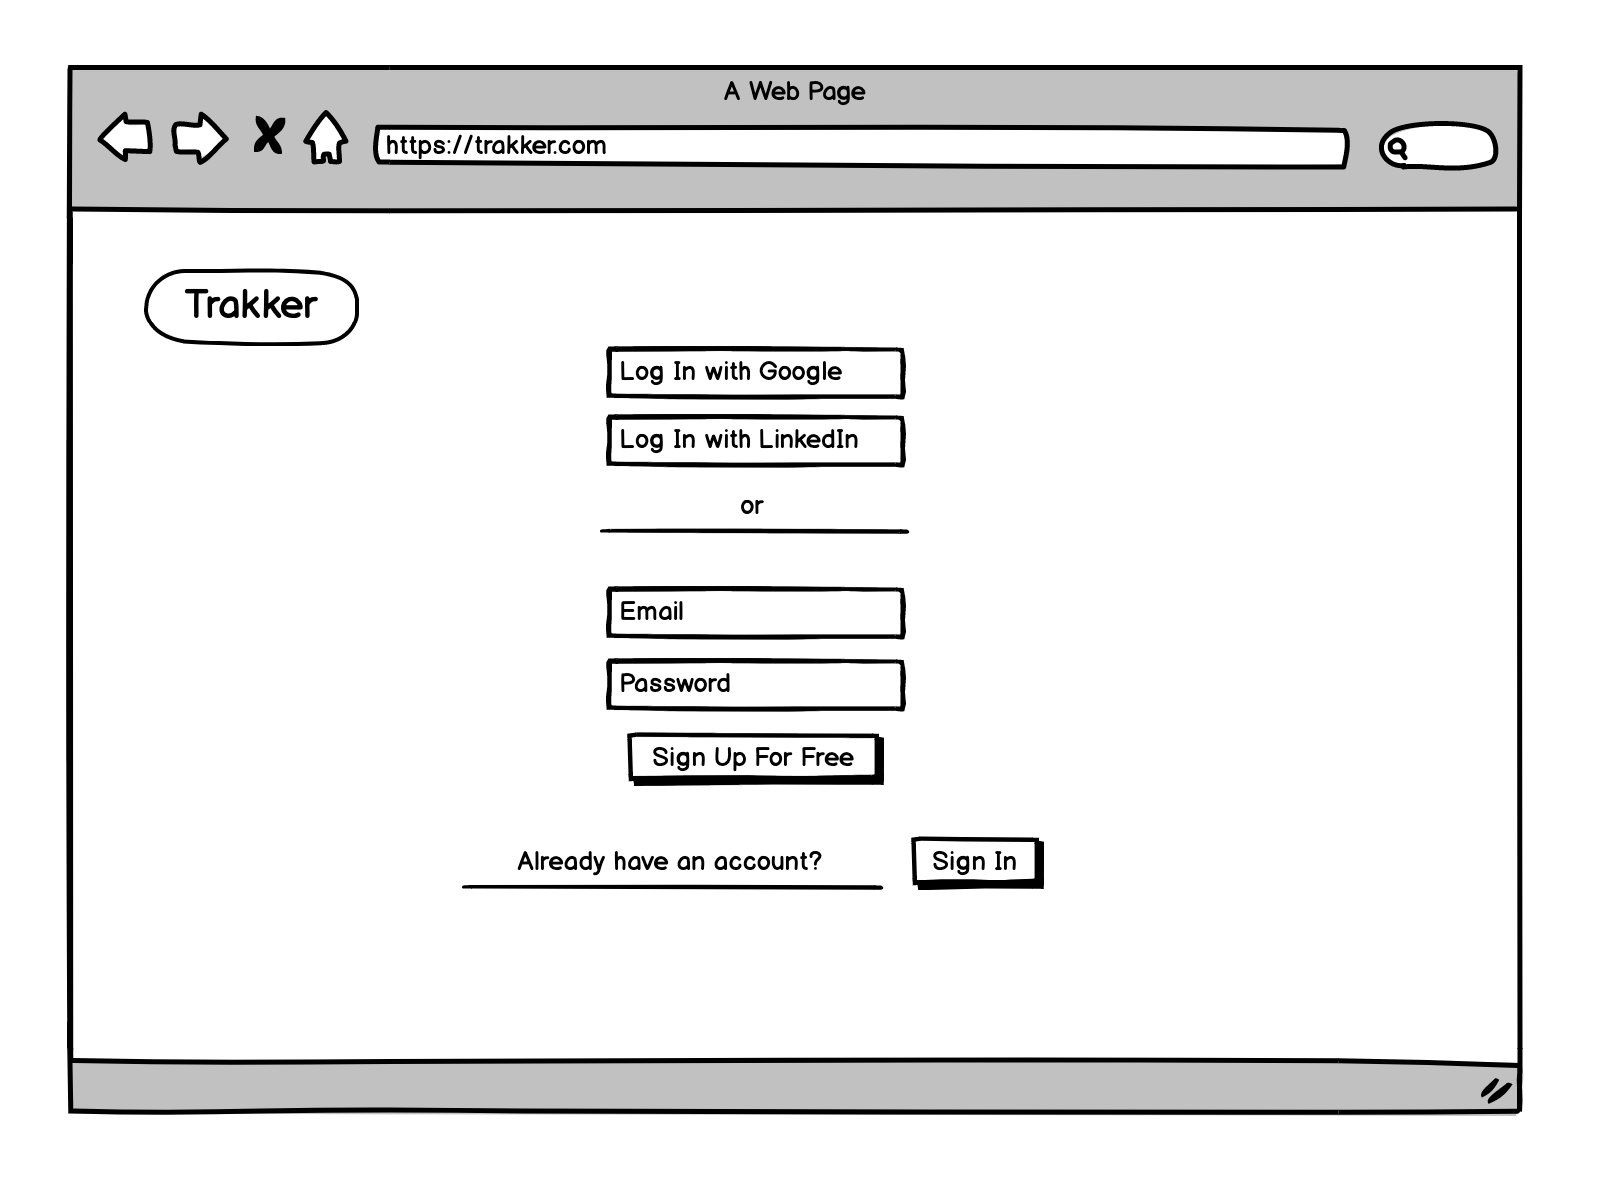 A Web Page
https://trakker.com
Trakker
Log In with Google
Log In with LinkedIn
or
Email
Password
Sign Up For Free
Already have an account?
Sign In